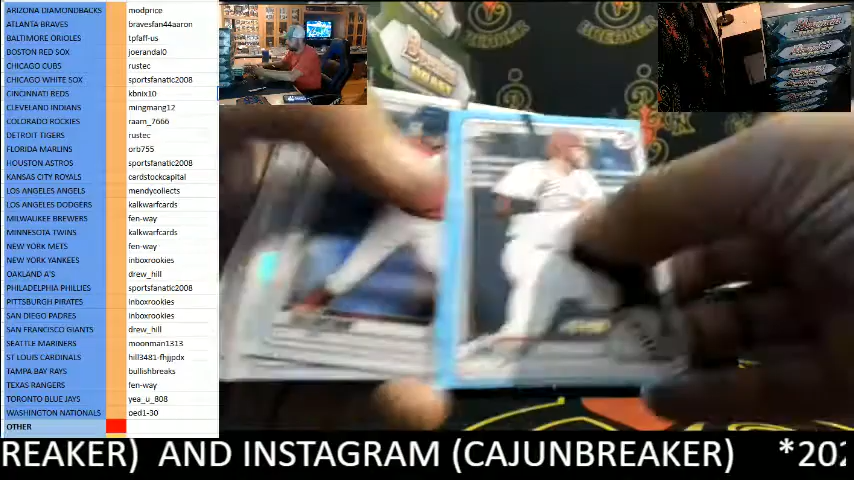 ARIZONA DIAMONDBACKS modprice
ATLANTA BRAVES bravesfan44aaron
BALTIMORE ORIOLES tpfaff-us
BOSTON RED SOX joerandal0
CHICAGO CUBS rustec
CHICAGO WHITE SOX sportsfanatic2008
CINCINNATI REDS kbnix10
CLEVELAND INDIANS mingmang12
COLORADO ROCKIES raam_7666
DETROIT TIGERS rustec
FLORIDA MARLINS orb755
HOUSTON ASTROS sportsfanatic2008
KANSAS CITY ROYALS cardstockcapital
LOS ANGELES ANGELS mendycollects
LOS ANGELES DODGERS kalkwarfcards
MILWAUKEE BREWERS fen-way
MINNESOTA TWINS kalkwarfcards
NEW YORK METS fen-way
NEW YORK YANKEES inboxrookies
OAKLAND A'S drew_hill
PHILADELPHIA PHILLIES sportsfanatic2008
PITTSBURGH PIRATES inboxrookies
SAN DIEGO PADRES inboxrookies
SAN FRANCISCO GIANTS drew_hill
SEATTLE MARINERS moonman1313
ST LOUIS CARDINALS hill3481-fhjjpdx
TAMPA BAY RAYS bullishbreaks
TEXAS RANGERS fen-way
TORONTO BLUE JAYS yea_u_808
WASHINGTON NATIONALS oed1-30
OTHER
BREAKER
REAKER) AND INSTAGRAM (CAJUNBREAKER) *202